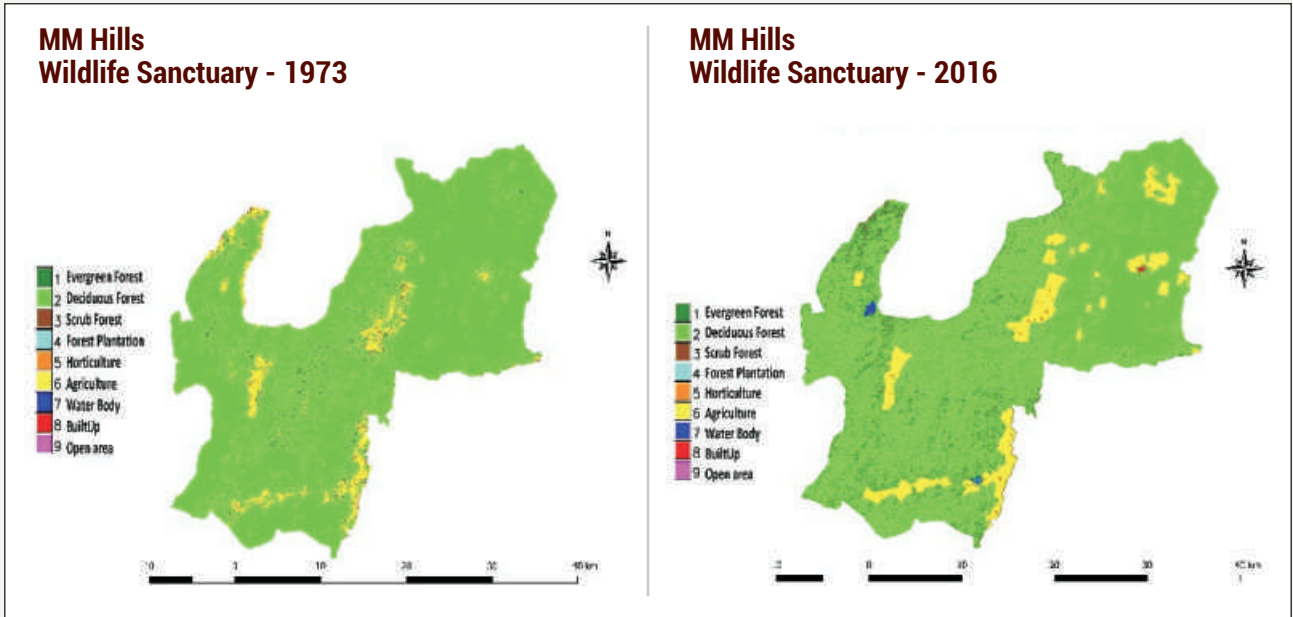 MM Hills
Wildlife Sanctuary - 1973
N
1 Evergreen Forest
2 Deciduous Forest
3 Scrub Forest
4 Forest Plantation
5 Horticulture
6 Agriculture
7 Water Body
8 BuiltUp
9 Open area
10 20 30 40 km
MM Hills
Wildlife Sanctuary - 2016
N
1 Evergreen Forest
2 Deciduous Forest
3 Scrub Forest
4 Forest Plantation
5 Horticulture
6 Agriculture
7 Water Body
8 BuiltUp
9 Open area
10 20 30